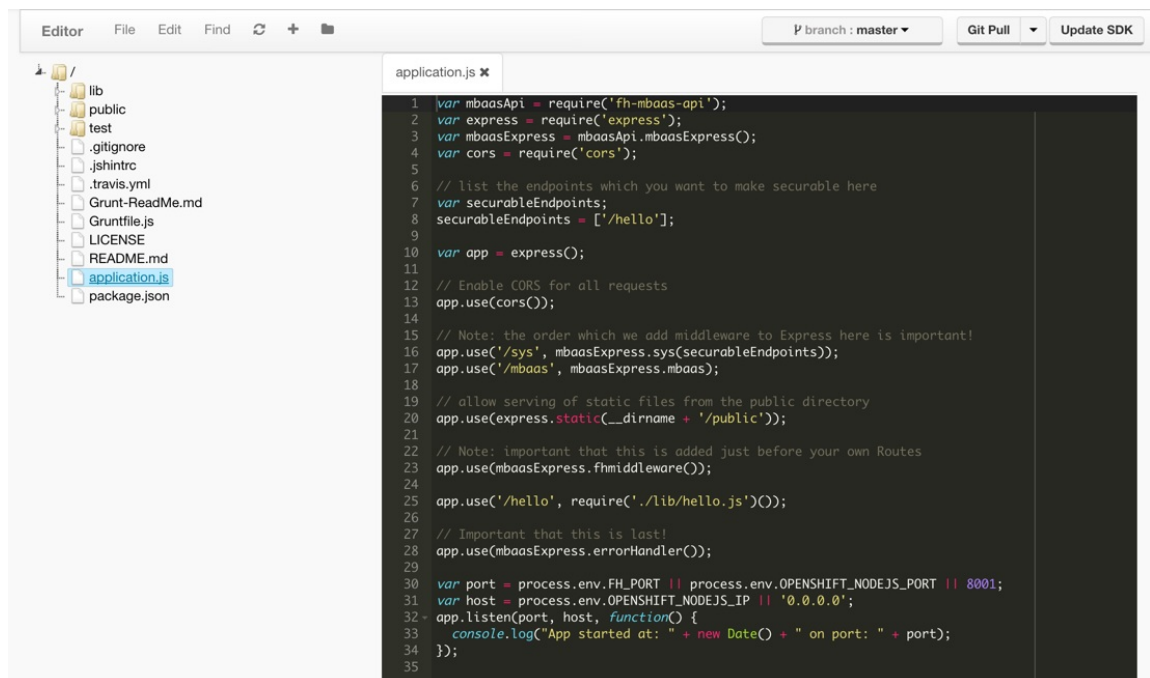 Editor File Edit Find branch : master Git Pull Update SDK
/
lib
public
test
.gitignore
.jshintrc
.travis.yml
Grunt-ReadMe.md
Gruntfile.js
LICENSE
README.md
application.js
package.json
application.js
1 var mbaasApi = require('fh-mbaas-api');
2 var express = require('express');
3 var mbaasExpress = mbaasApi.mbaasExpress();
4 var cors = require('cors');
5
6 // list the endpoints which you want to make securable here
7 var securableEndpoints;
8 securableEndpoints = ['/hello'];
9
10 var app = express();
11
12 // Enable CORS for all requests
13 app.use(cors());
14
15 // Note: the order which we add middleware to Express here is important!
16 app.use('/sys', mbaasExpress.sys(securableEndpoints));
17 app.use('/mbaas', mbaasExpress.mbaas);
18
19 // allow serving of static files from the public directory
20 app.use(express.static(__dirname + '/public'));
21
22 // Note: important that this is added just before your own Routes
23 app.use(mbaasExpress.fhmiddleware());
24
25 app.use('/hello', require('./lib/hello.js')());
26
27 // Important that this is last!
28 app.use(mbaasExpress.errorHandler());
29
30 var port = process.env.FH_PORT || process.env.OPENSHIFT_NODEJS_PORT || 8001;
31 var host = process.env.OPENSHIFT_NODEJS_IP || '0.0.0.0';
32 app.listen(port, host, function() {
33   console.log("App started at: " + new Date() + " on port: " + port);
34 });
35